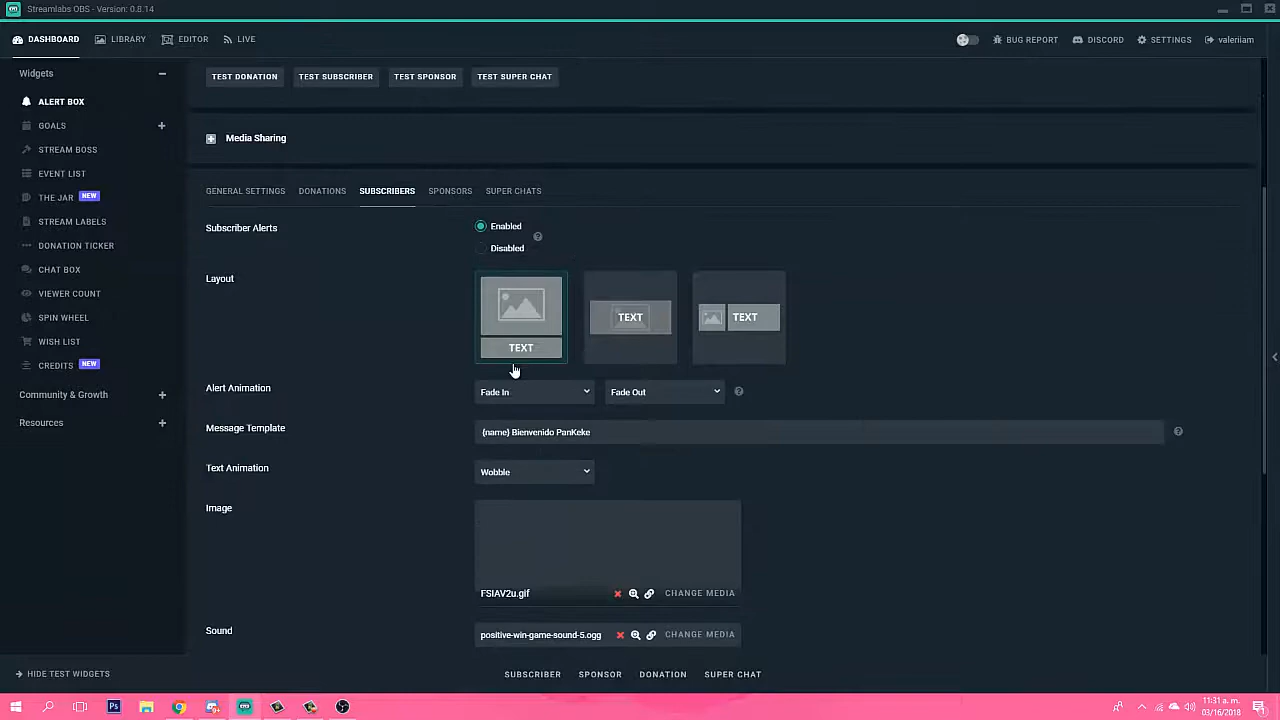 Streamlabs OBS - Version: 0.8.14
DASHBOARD LIBRARY EDITOR LIVE BUG REPORT DISCORD SETTINGS valeriiam
Widgets
ALERT BOX
GOALS
STREAM BOSS
EVENT LIST
THE JAR NEW
STREAM LABELS
DONATION TICKER
CHAT BOX
VIEWER COUNT
SPIN WHEEL
WISH LIST
CREDITS NEW
Community & Growth
Resources
TEST DONATION TEST SUBSCRIBER TEST SPONSOR TEST SUPER CHAT
Media Sharing
GENERAL SETTINGS DONATIONS SUBSCRIBERS SPONSORS SUPER CHATS
Subscriber Alerts Enabled
Disabled
Layout
TEXT TEXT TEXT
Alert Animation Fade In Fade Out
Message Template {name} Bienvenido PanKeke
Text Animation Wobble
Image
FSIAV2u.gif CHANGE MEDIA
Sound positive-win-game-sound-5.ogg CHANGE MEDIA
HIDE TEST WIDGETS SUBSCRIBER SPONSOR DONATION SUPER CHAT
11:31 a. m.
03/16/2018